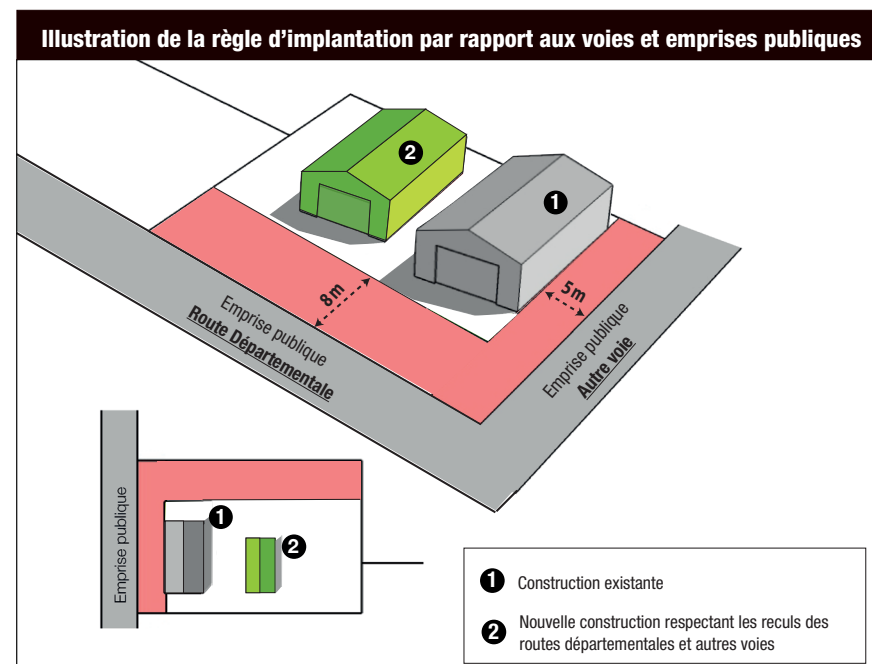 Illustration de la règle d'implantation par rapport aux voies et emprises publiques
2
1
8m
5m
Emprise publique
Route Départementale
Emprise publique
Autre voie
Emprise publique
1
2
1 Construction existante
2 Nouvelle construction respectant les reculs des
routes départementales et autres voies